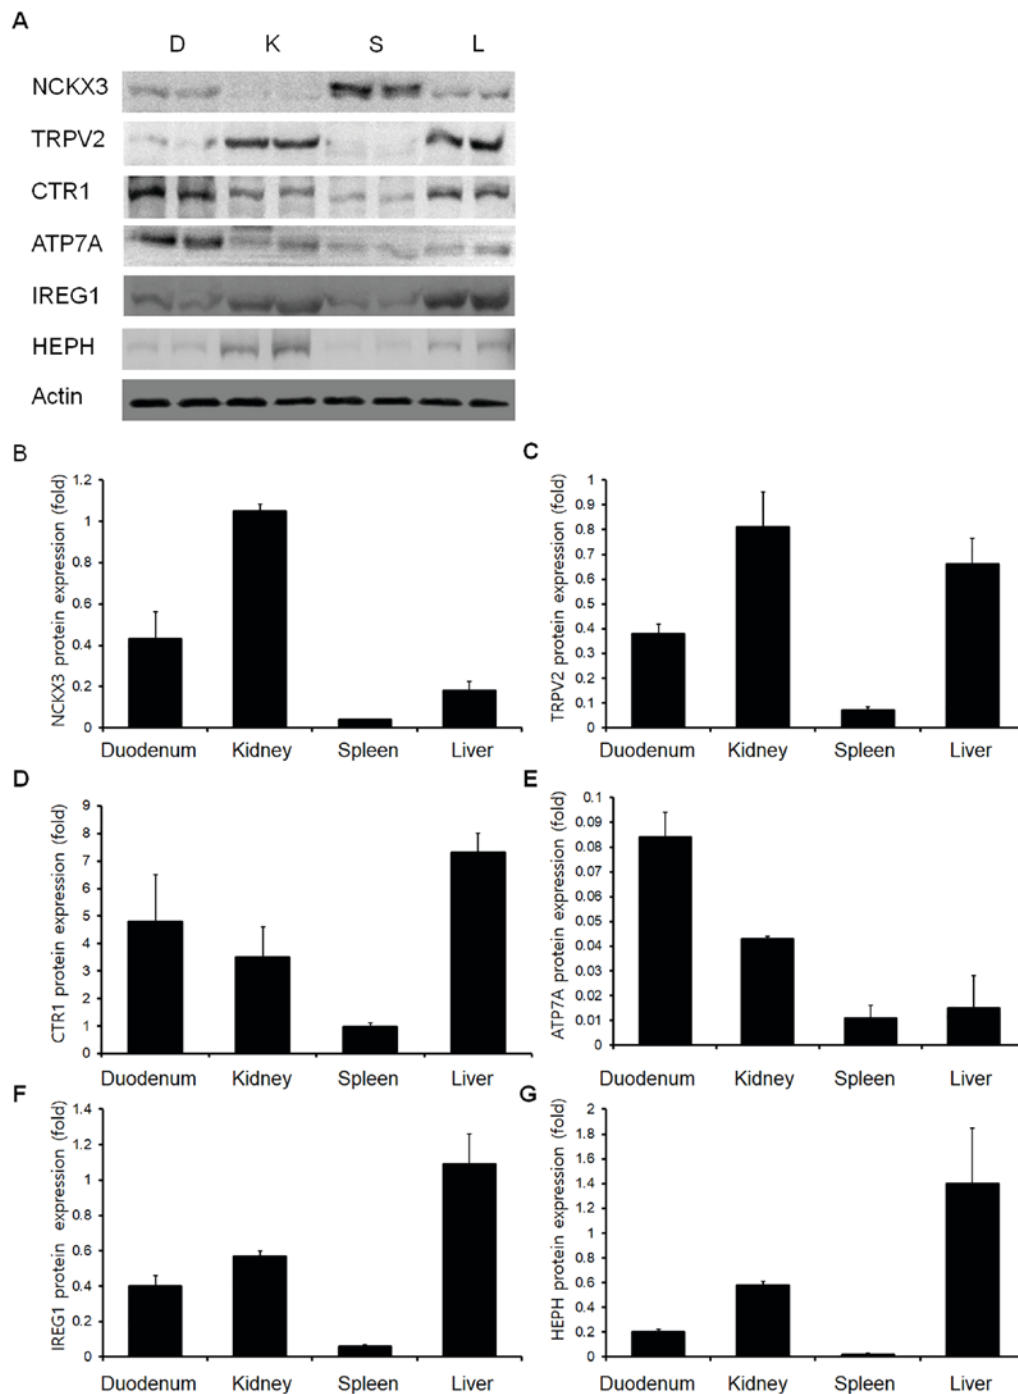 A
D K S L
NCKX3
TRPV2
CTR1
ATP7A
IREG1
HEPH
Actin
B
NCKX3 protein expression (fold)
1.2
1
0.8
0.6
0.4
0.2
0
Duodenum Kidney Spleen Liver
C
TRPV2 protein expression (fold)
1
0.9
0.8
0.7
0.6
0.5
0.4
0.3
0.2
0.1
0
Duodenum Kidney Spleen Liver
D
CTR1 protein expression (fold)
9
8
7
6
5
4
3
2
1
0
Duodenum Kidney Spleen Liver
E
ATP7A protein expression (fold)
0.1
0.09
0.08
0.07
0.06
0.05
0.04
0.03
0.02
0.01
0
Duodenum Kidney Spleen Liver
F
IREG1 protein expression (fold)
1.4
1.2
1
0.8
0.6
0.4
0.2
0
Duodenum Kidney Spleen Liver
G
HEPH protein expression (fold)
2
1.8
1.6
1.4
1.2
1
0.8
0.6
0.4
0.2
0
Duodenum Kidney Spleen Liver